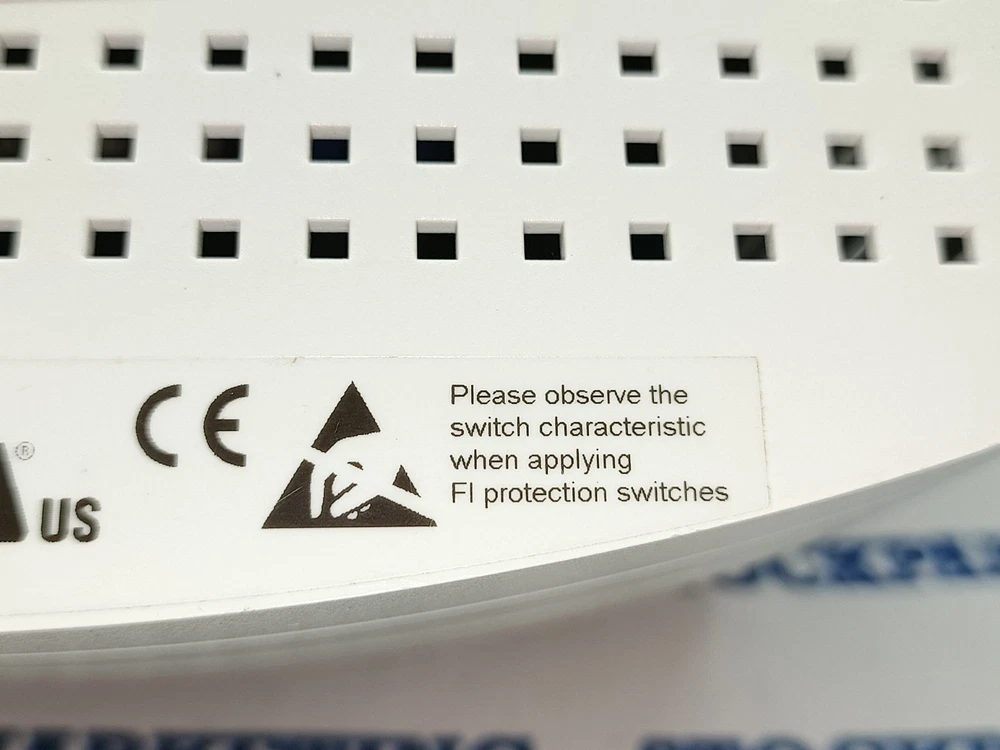 CE
Please observe the
switch characteristic
when applying
FI protection switches
®
US